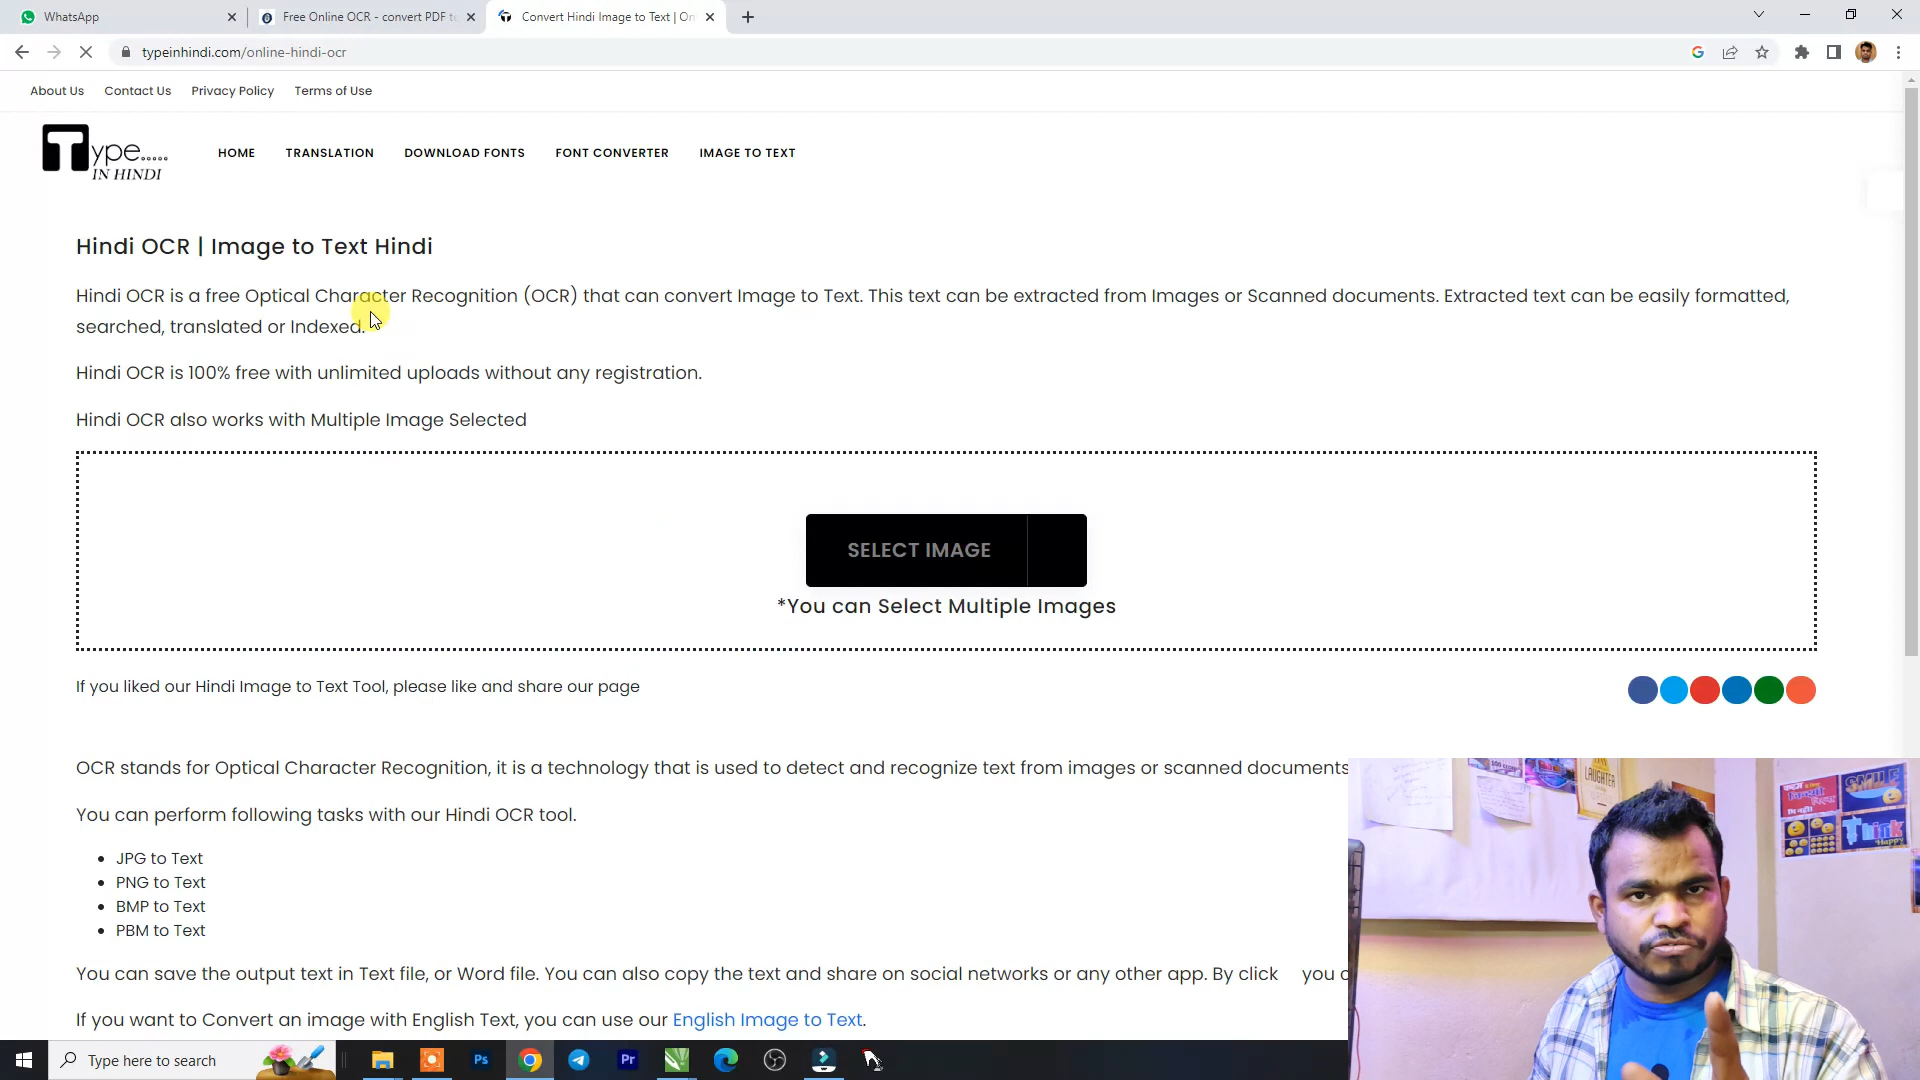 WhatsApp
Free Online OCR - convert PDF to
Convert Hindi Image to Text | On
typeinhindi.com/online-hindi-ocr
About Us Contact Us Privacy Policy Terms of Use
Type.....
IN HINDI
HOME TRANSLATION DOWNLOAD FONTS FONT CONVERTER IMAGE TO TEXT
Hindi OCR | Image to Text Hindi
Hindi OCR is a free Optical Character Recognition (OCR) that can convert Image to Text. This text can be extracted from Images or Scanned documents. Extracted text can be easily formatted,
searched, translated or Indexed.
Hindi OCR is 100% free with unlimited uploads without any registration.
Hindi OCR also works with Multiple Image Selected
SELECT IMAGE
*You can Select Multiple Images
If you liked our Hindi Image to Text Tool, please like and share our page
OCR stands for Optical Character Recognition, it is a technology that is used to detect and recognize text from images or scanned documents
You can perform following tasks with our Hindi OCR tool.
JPG to Text
PNG to Text
BMP to Text
PBM to Text
You can save the output text in Text file, or Word file. You can also copy the text and share on social networks or any other app. By click you c
If you want to Convert an image with English Text, you can use our English Image to Text.
LAUGHTER
SMILE
Think
Happy
Type here to search
Ps
Pr